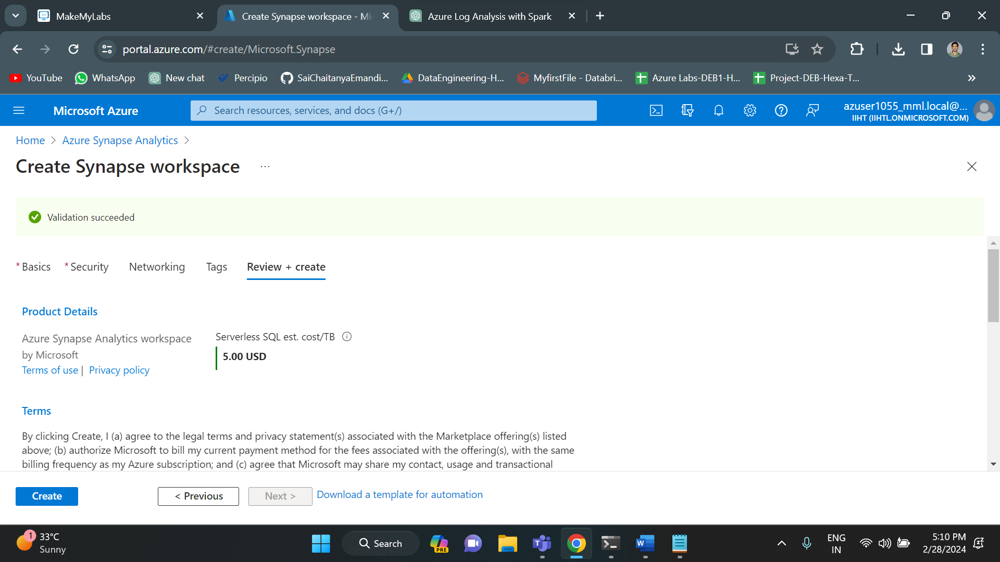 MakeMyLabs
Create Synapse workspace - Mi
Azure Log Analysis with Spark
portal.azure.com/#create/Microsoft.Synapse
YouTube
WhatsApp
New chat
Percipio
SaiChaitanyaEmandi...
DataEngineering-H...
MyfirstFile - Databri...
Azure Labs-DEB1-H...
Project-DEB-Hexa-T...
Microsoft Azure
Search resources, services, and docs (G+/)
azuser1055_mml.local@...
IIHT (IIHTL.ONMICROSOFT.COM)
Home > Azure Synapse Analytics >
Create Synapse workspace ...
Validation succeeded
* Basics * Security Networking Tags Review + create
Product Details
Azure Synapse Analytics workspace
by Microsoft
Terms of use | Privacy policy
Serverless SQL est. cost/TB
5.00 USD
Terms
By clicking Create, I (a) agree to the legal terms and privacy statement(s) associated with the Marketplace offering(s) listed
above; (b) authorize Microsoft to bill my current payment method for the fees associated with the offering(s), with the same
billing frequency as my Azure subscription; and (c) agree that Microsoft may share my contact, usage and transactional
Create
< Previous
Next >
Download a template for automation
1
33°C
Sunny
Search
PRE
ENG
IN
5:10 PM
2/28/2024